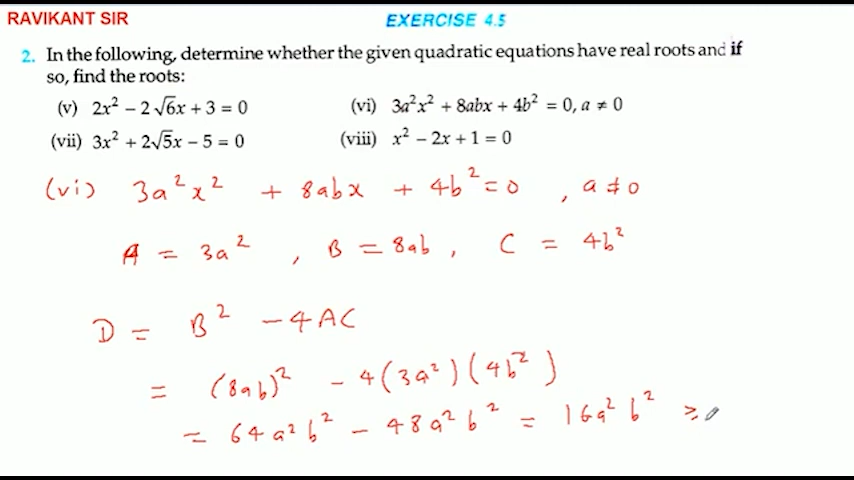 RAVIKANT SIR
EXERCISE 4.5
2. In the following, determine whether the given quadratic equations have real roots and if
so, find the roots:
(v) 2x² − 2√6x + 3 = 0 (vi) 3a²x² + 8abx + 4b² = 0, a ≠ 0
(vii) 3x² + 2√5x − 5 = 0 (viii) x² − 2x + 1 = 0
(vi) 3a²x² + 8abx + 4b² = 0 , a ≠ 0
A = 3a² , B = 8ab , C = 4b²
D = B² − 4AC
= (8ab)² − 4(3a²)(4b²)
= 64a²b² − 48a²b² = 16a²b² ≥ 0